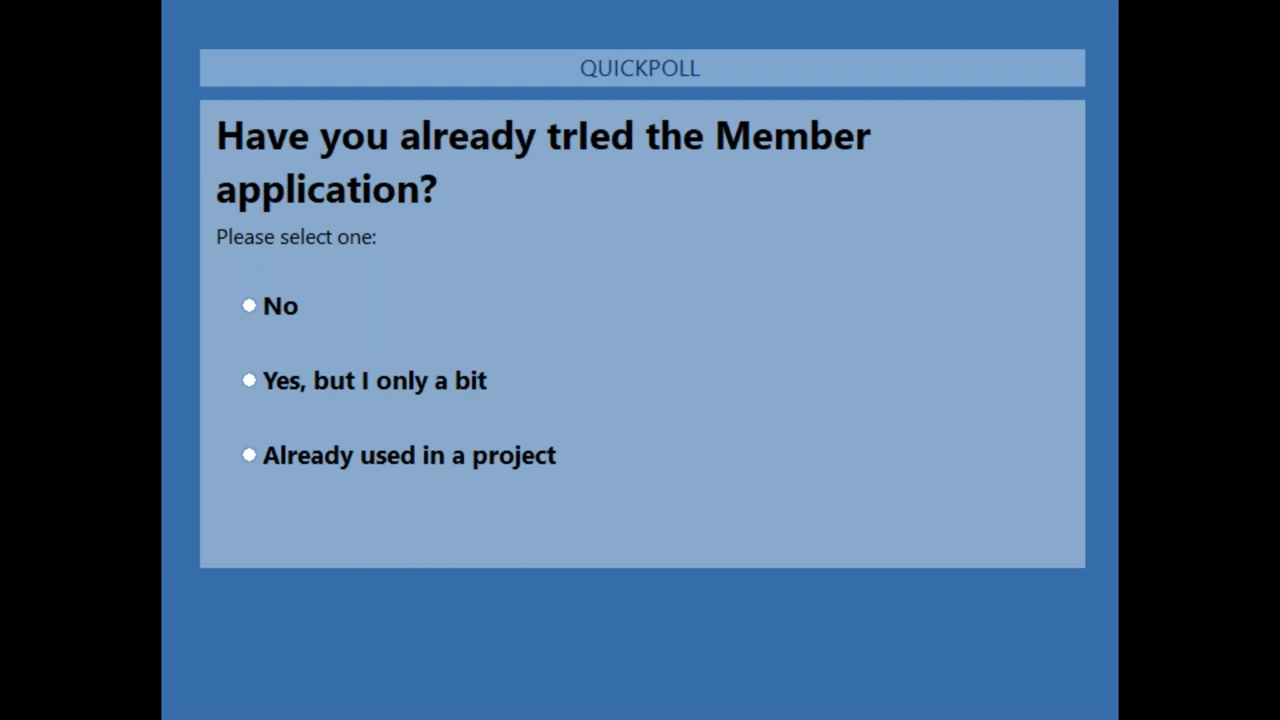 QUICKPOLL
Have you already trIed the Member
application?
Please select one:
No
Yes, but I only a bit
Already used in a project